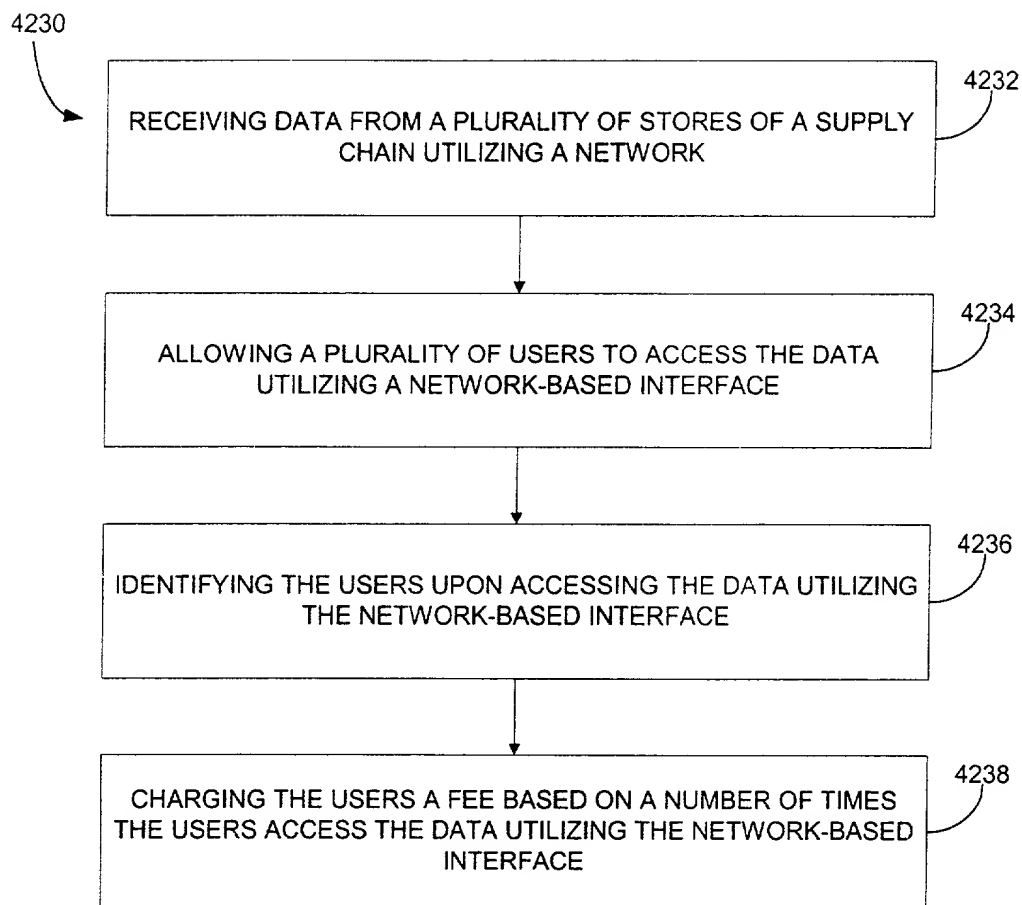 4230
4232
RECEIVING DATA FROM A PLURALITY OF STORES OF A SUPPLY
CHAIN UTILIZING A NETWORK
4234
ALLOWING A PLURALITY OF USERS TO ACCESS THE DATA
UTILIZING A NETWORK-BASED INTERFACE
4236
IDENTIFYING THE USERS UPON ACCESSING THE DATA UTILIZING
THE NETWORK-BASED INTERFACE
4238
CHARGING THE USERS A FEE BASED ON A NUMBER OF TIMES
THE USERS ACCESS THE DATA UTILIZING THE NETWORK-BASED
INTERFACE